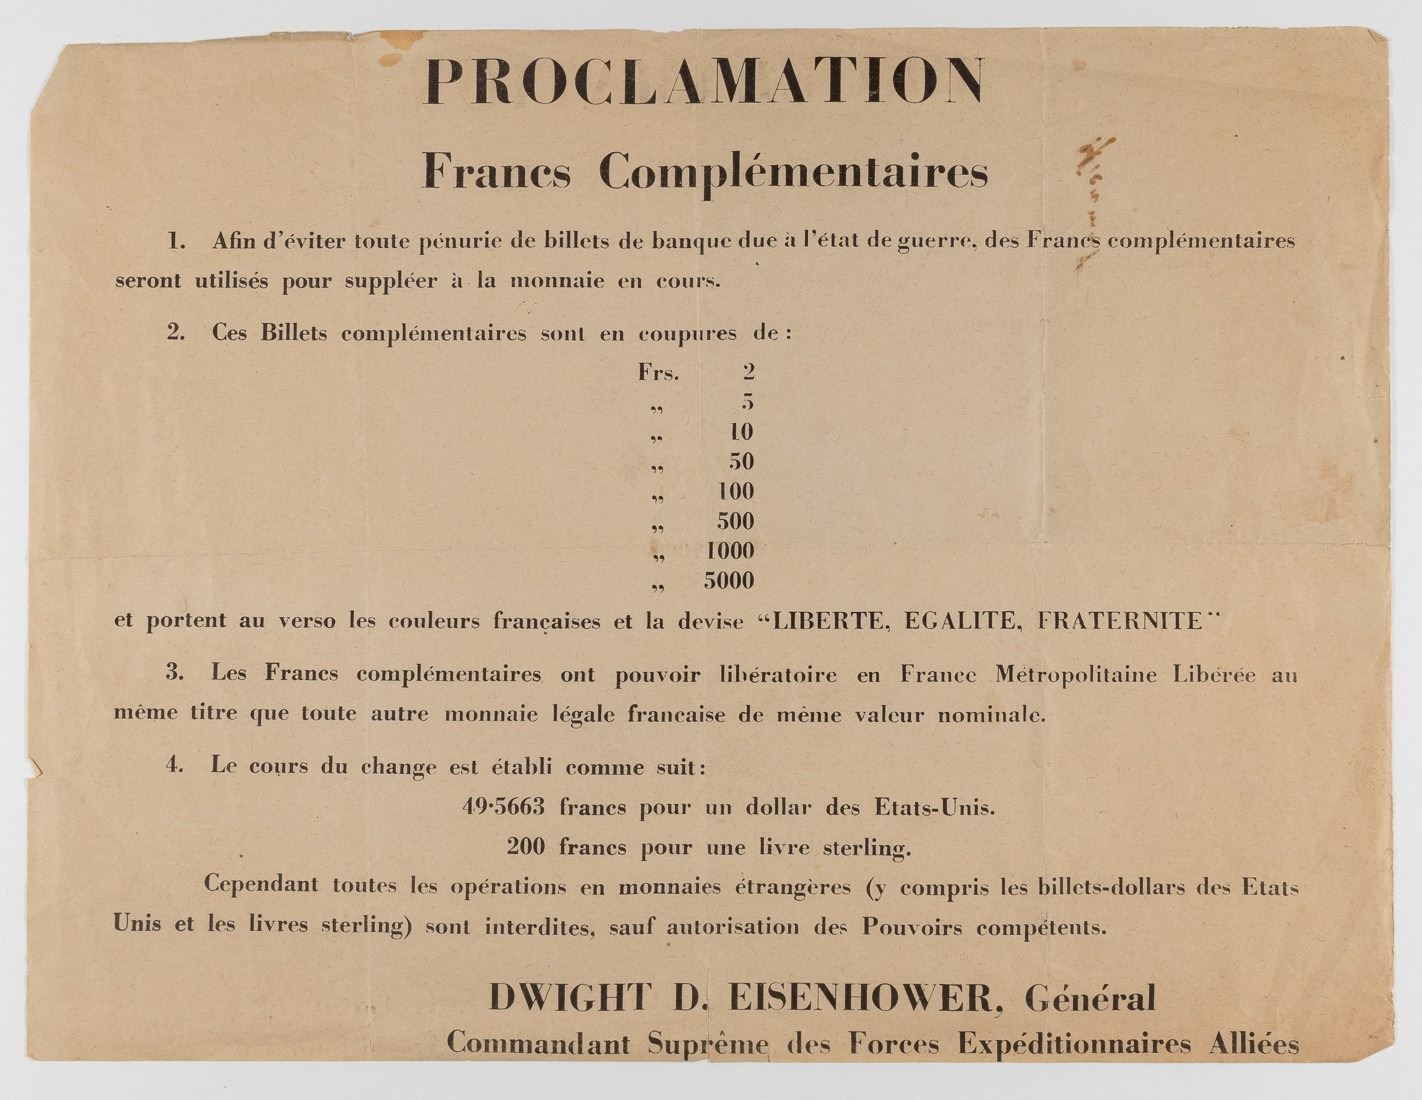 PROCLAMATION
Francs Complémentaires
1. Afin d'éviter toute pénurie de billets de banque due à l'état de guerre, des Francs complémentaires
seront utilisés pour suppléer à la monnaie en cours.
2. Ces Billets complémentaires sont en coupures de :
Frs. 2
„ 5
„ 10
„ 50
„ 100
„ 500
„ 1000
„ 5000
et portent au verso les couleurs françaises et la devise “LIBERTE, EGALITE, FRATERNITE”
3. Les Francs complémentaires ont pouvoir libératoire en France Métropolitaine Libérée au
même titre que toute autre monnaie légale francaise de même valeur nominale.
4. Le cours du change est établi comme suit:
49·5663 francs pour un dollar des Etats-Unis.
200 francs pour une livre sterling.
Cependant toutes les opérations en monnaies étrangères (y compris les billets-dollars des Etats
Unis et les livres sterling) sont interdites, sauf autorisation des Pouvoirs compétents.
DWIGHT D. EISENHOWER, Général
Commandant Suprême des Forces Expéditionnaires Alliées